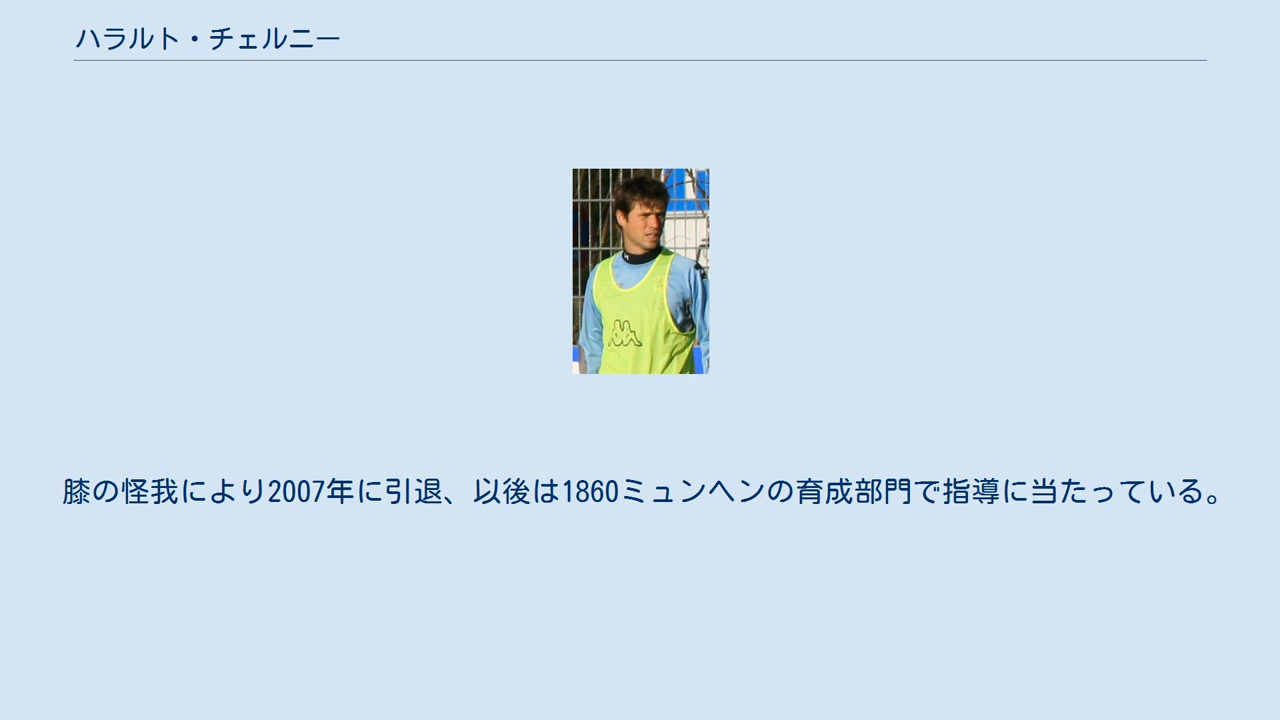 ハラルト・チェルニー
膝の怪我により2007年に引退、以後は1860ミュンヘンの育成部門で指導に当たっている。